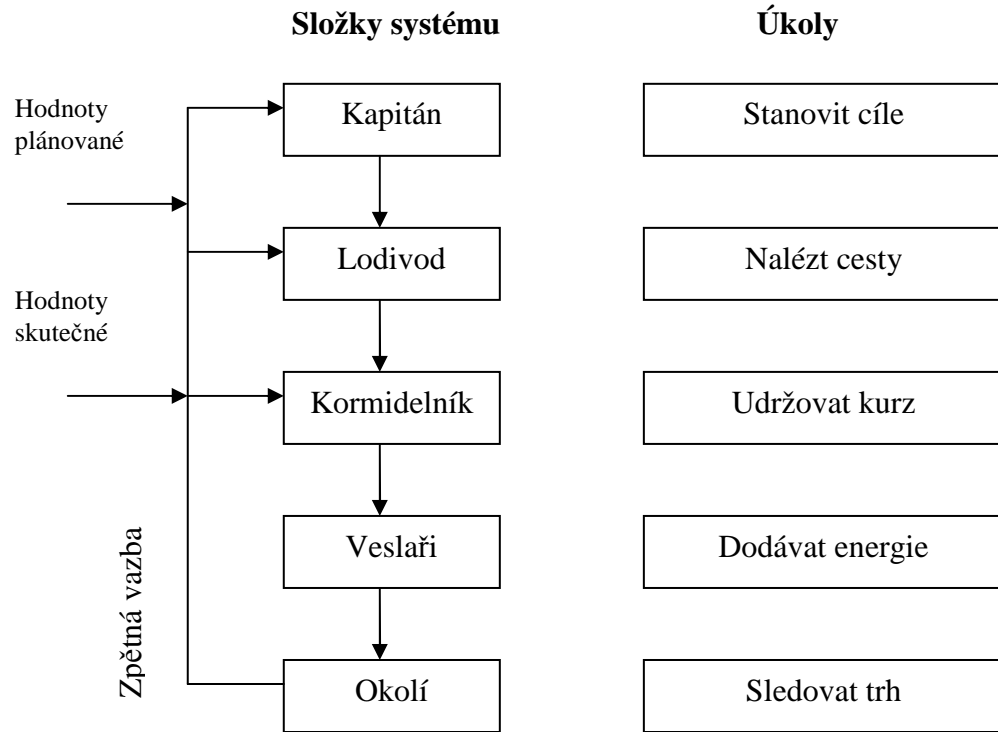 Složky systému
Úkoly
Hodnoty
plánované
Kapitán
Stanovit cíle
Lodivod
Nalézt cesty
Hodnoty
skutečné
Kormidelník
Udržovat kurz
Zpětná vazba
Veslaři
Dodávat energie
Okolí
Sledovat trh